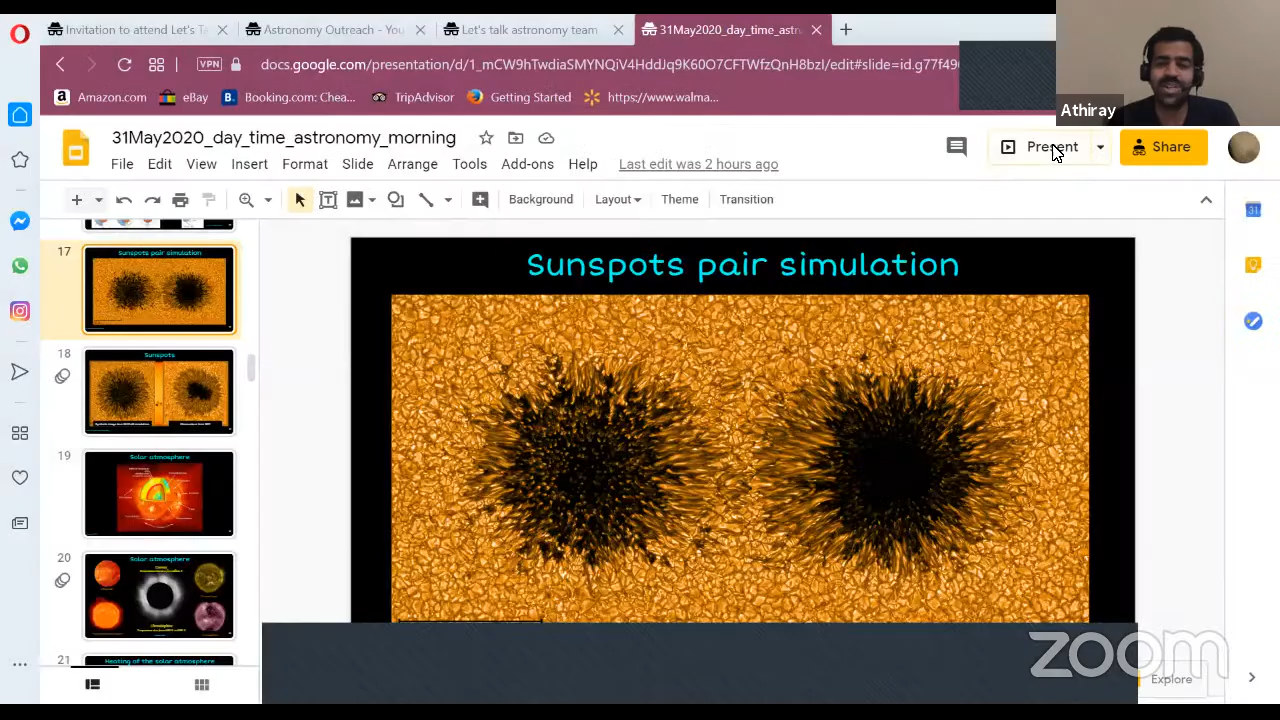 Invitation to attend Let's Ta
Astronomy Outreach - You
Let's talk astronomy team
31May2020_day_time_astr
VPN
docs.google.com/presentation/d/1_mCW9hTwdiaSMYNQiV4HddJq9K60O7CFTWfzQnH8bzI/edit#slide=id.g77f490
Amazon.com
eBay
Booking.com: Chea...
TripAdvisor
Getting Started
https://www.walma...
Athiray
31May2020_day_time_astronomy_morning
File Edit View Insert Format Slide Arrange Tools Add-ons Help Last edit was 2 hours ago
Present
Share
Background Layout Theme Transition
31
17
Sunspots pair simulation
18
Sunspots
19
Solar atmosphere
20
Solar atmosphere
21
Heating of the solar atmosphere
Sunspots pair simulation
zoom
Explore